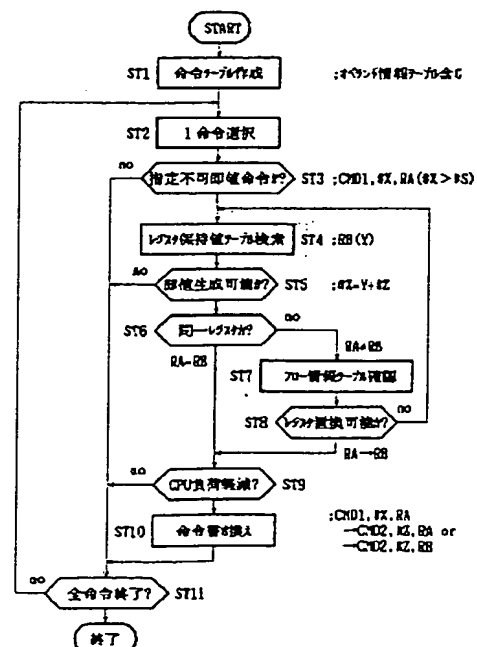 START
ST1 命令テーブル作成 ;オペランド情報テーブル含む
ST2 1命令選択
no
指定不可即値命令か? ST3 ;CMD1,#X,RA(#X>#S)
レジスタ保持値テーブル検索 ST4 ;RB(Y)
no
即値生成可能か? ST5 ;#X=Y+#Z
ST6 同一レジスタか? no
RA=RB RA≠RB
ST7 フロー情報テーブル確認
no
ST8 レジスタ置換可能か?
RA→RB
no
CPU負荷軽減? ST9
ST10 命令書き換え
;CMD1,#X,RA
→CMD2,#Z,RA or
→CMD2,#Z,RB
no
全命令終了? ST11
終了